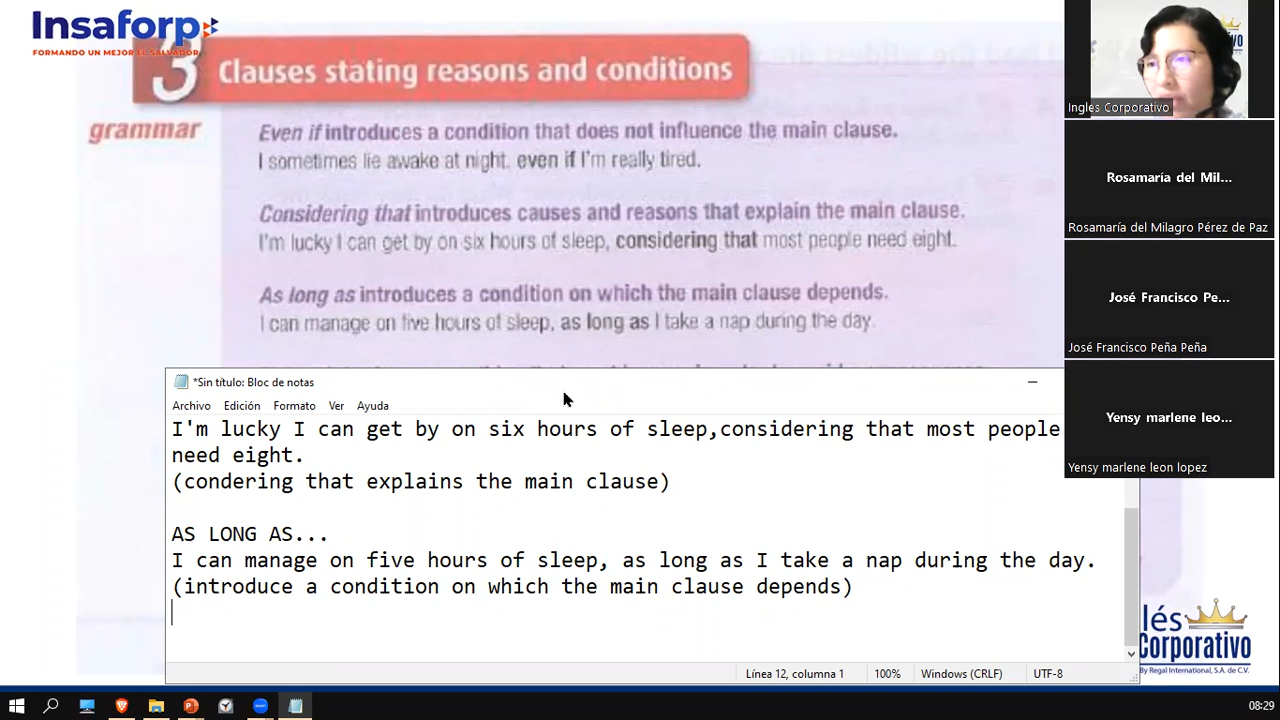 Insaforp
FORMANDO UN MEJOR EL SALVADOR
3 Clauses stating reasons and conditions
grammar
Even if introduces a condition that does not influence the main clause.
I sometimes lie awake at night, even if I'm really tired.
Considering that introduces causes and reasons that explain the main clause.
I'm lucky I can get by on six hours of sleep, considering that most people need eight.
As long as introduces a condition on which the main clause depends.
I can manage on five hours of sleep, as long as I take a nap during the day.
*Sin título: Bloc de notas
Archivo Edición Formato Ver Ayuda
I'm lucky I can get by on six hours of sleep,considering that most people
need eight.
(condering that explains the main clause)
AS LONG AS...
I can manage on five hours of sleep, as long as I take a nap during the day.
(introduce a condition on which the main clause depends)
Línea 12, columna 1 100% Windows (CRLF) UTF-8
Ingles Corporativo
Rosamaría del Mil...
Rosamaría del Milagro Pérez de Paz
José Francisco Pe...
José Francisco Peña Peña
Yensy marlene leo...
Yensy marlene leon lopez
lés
Corporativo
By Regal International, S.A. de C.V.
08:29